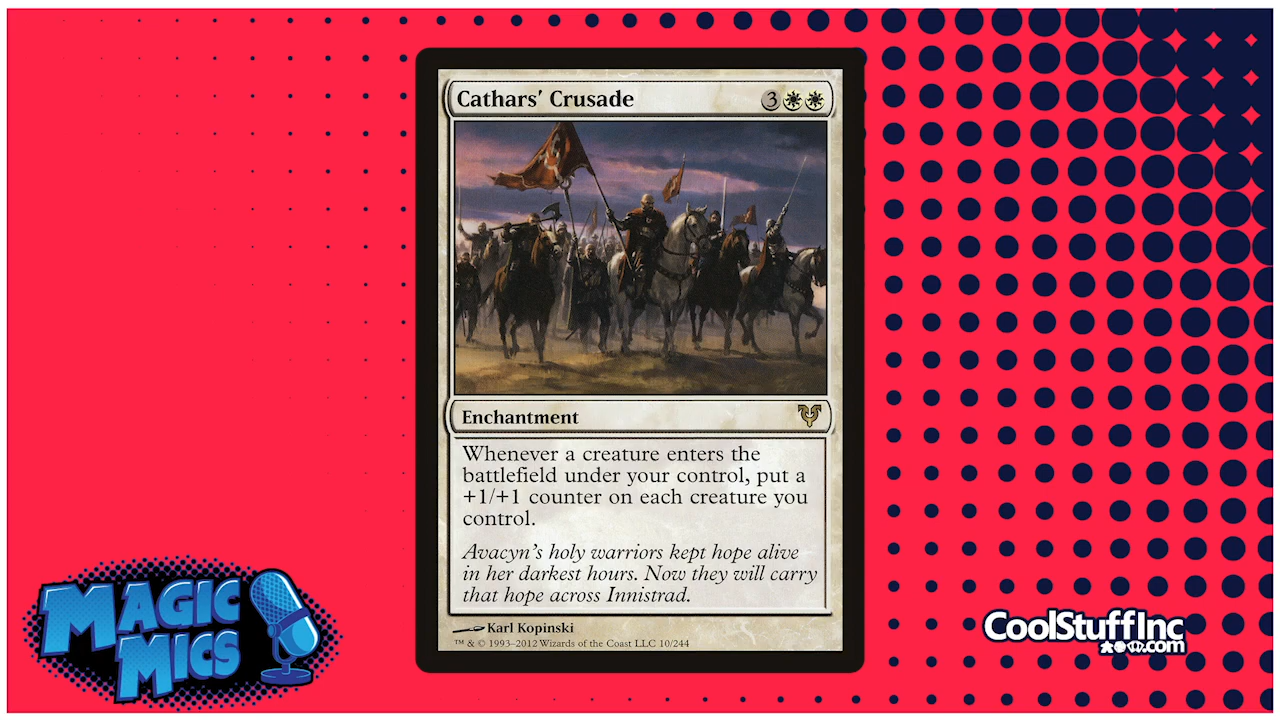 Cathars' Crusade 3
Enchantment
Whenever a creature enters the
battlefield under your control, put a
+1/+1 counter on each creature you
control.
Avacyn's holy warriors kept hope alive
in her darkest hours. Now they will carry
that hope across Innistrad.
Karl Kopinski
™ & © 1993–2012 Wizards of the Coast LLC 10/244
MAGIC
MICS
CoolStuffInc
.com